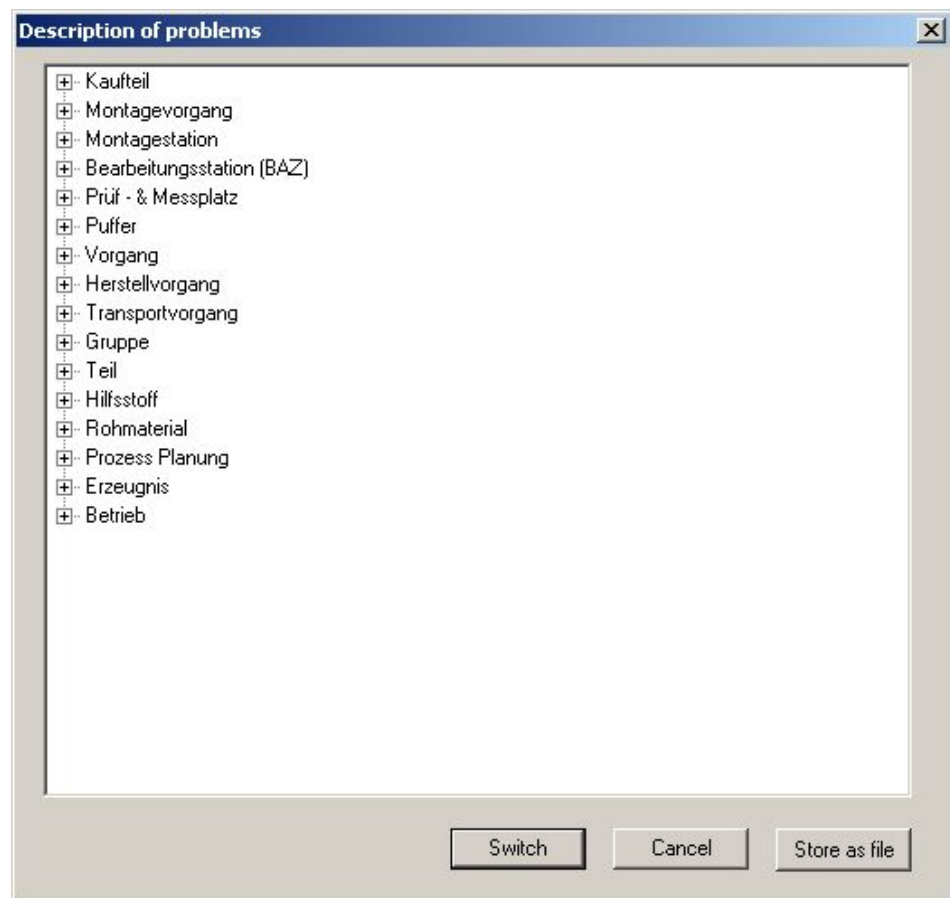 Description of problems
Kaufteil
Montagevorgang
Montagestation
Bearbeitungsstation (BAZ)
Prüf - & Messplatz
Puffer
Vorgang
Herstellvorgang
Transportvorgang
Gruppe
Teil
Hilfsstoff
Rohmaterial
Prozess Planung
Erzeugnis
Betrieb
Switch Cancel Store as file